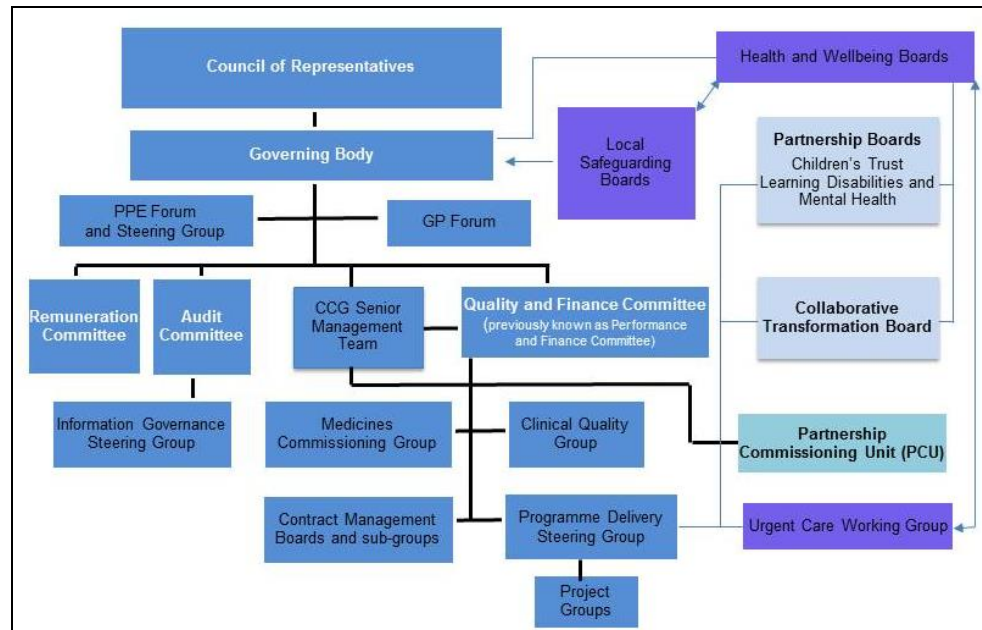 Council of Representatives
Health and Wellbeing Boards
Governing Body
Local
Safeguarding
Boards
Partnership Boards
Children's Trust
Learning Disabilities and
Mental Health
PPE Forum
and Steering Group
GP Forum
Remuneration
Committee
Audit
Committee
CCG Senior
Management
Team
Quality and Finance Committee
(previously known as Performance
and Finance Committee)
Collaborative
Transformation Board
Information Governance
Steering Group
Medicines
Commissioning Group
Clinical Quality
Group
Partnership
Commissioning Unit (PCU)
Contract Management
Boards and sub-groups
Programme Delivery
Steering Group
Urgent Care Working Group
Project
Groups